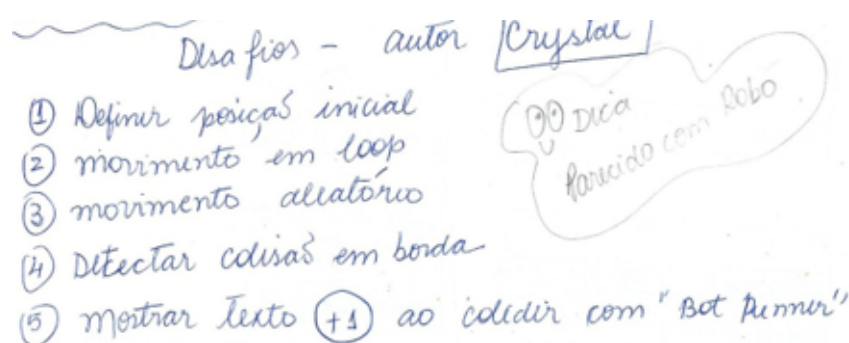 Desafios - autor Crystal
① Definir posição inicial
② movimento em loop
③ movimento aleatório
④ Detectar colisão em borda
⑤ Mostrar texto +1 ao colidir com "Bot Runner"
Dica
Parecido com Robo